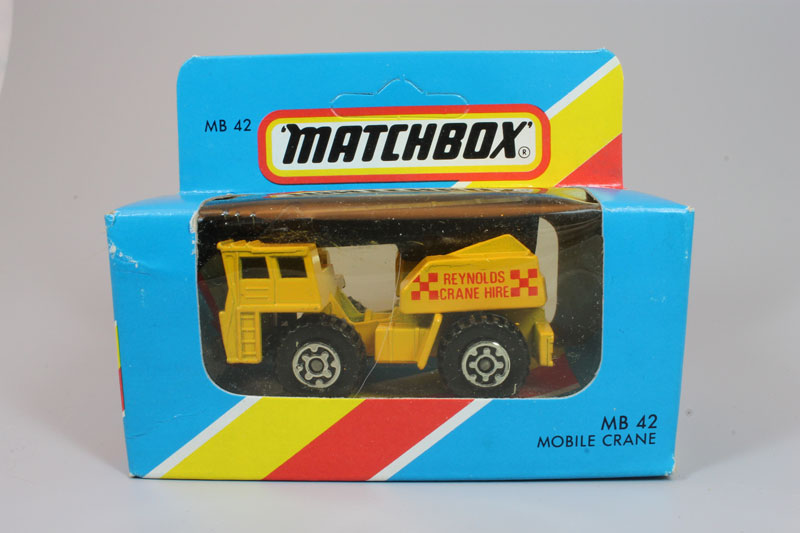 MB 42
'MATCHBOX'®
REYNOLDS
CRANE HIRE
MB 42
MOBILE CRANE